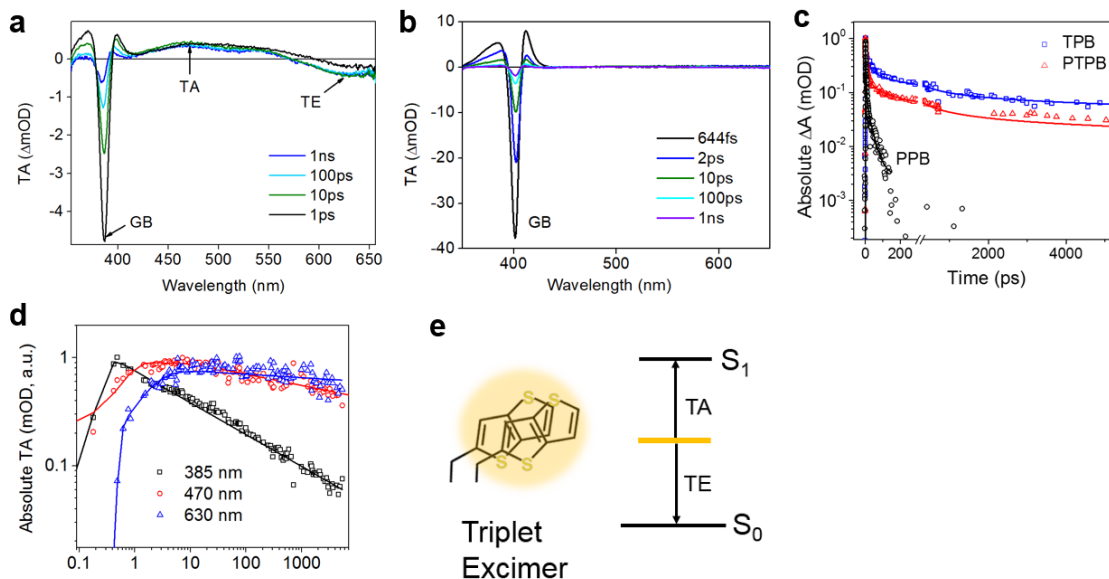 a
TA (ΔmOD)
0
-1
-2
-3
-4
400
450
500
550
600
650
Wavelength (nm)
TA
TE
GB
1ns
100ps
10ps
1ps
b
TA (ΔmOD)
10
0
-10
-20
-30
-40
400
500
600
Wavelength (nm)
GB
644fs
2ps
10ps
100ps
1ns
c
Absolute ΔA (mOD)
10⁰
10⁻¹
10⁻²
10⁻³
0
200
2000
4000
Time (ps)
TPB
PTPB
PPB
d
Absolute TA (mOD, a.u.)
1
0.1
0.1
1
10
100
1000
385 nm
470 nm
630 nm
e
S
S
S
S
Triplet
Excimer
S₁
TA
TE
S₀